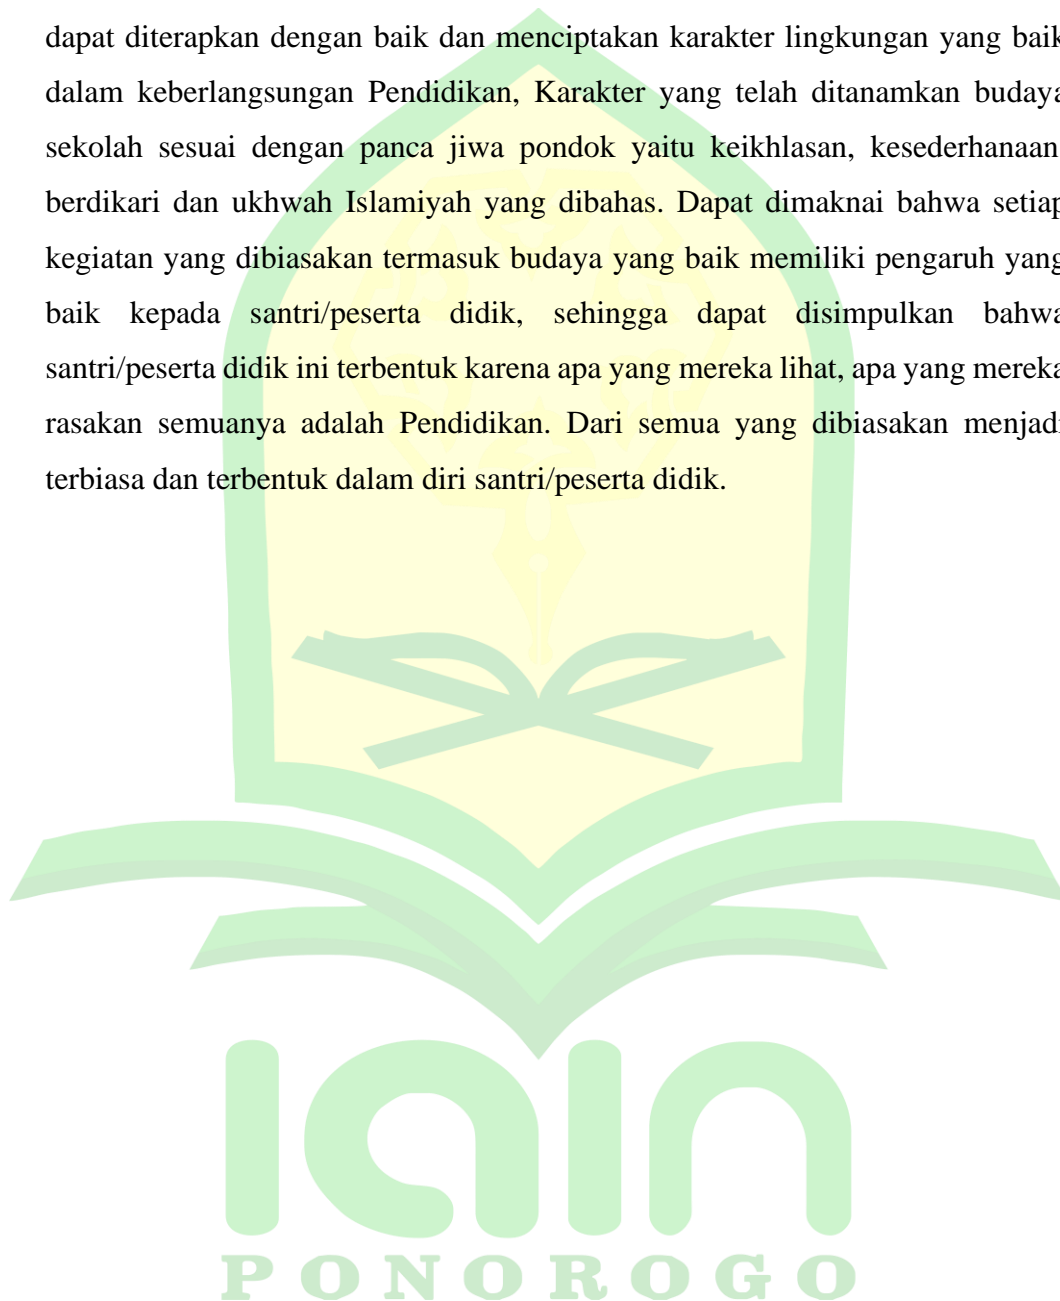 dapat diterapkan dengan baik dan menciptakan karakter lingkungan yang baik
dalam keberlangsungan Pendidikan, Karakter yang telah ditanamkan budaya
sekolah sesuai dengan panca jiwa pondok yaitu keikhlasan, kesederhanaan
berdikari dan ukhwah Islamiyah yang dibahas. Dapat dimaknai bahwa setiap
kegiatan yang dibiasakan termasuk budaya yang baik memiliki pengaruh yang
baik kepada santri/peserta didik, sehingga dapat disimpulkan bahwa
santri/peserta didik ini terbentuk karena apa yang mereka lihat, apa yang mereka
rasakan semuanya adalah Pendidikan. Dari semua yang dibiasakan menjadi
terbiasa dan terbentuk dalam diri santri/peserta didik.
iain
PONOROGO